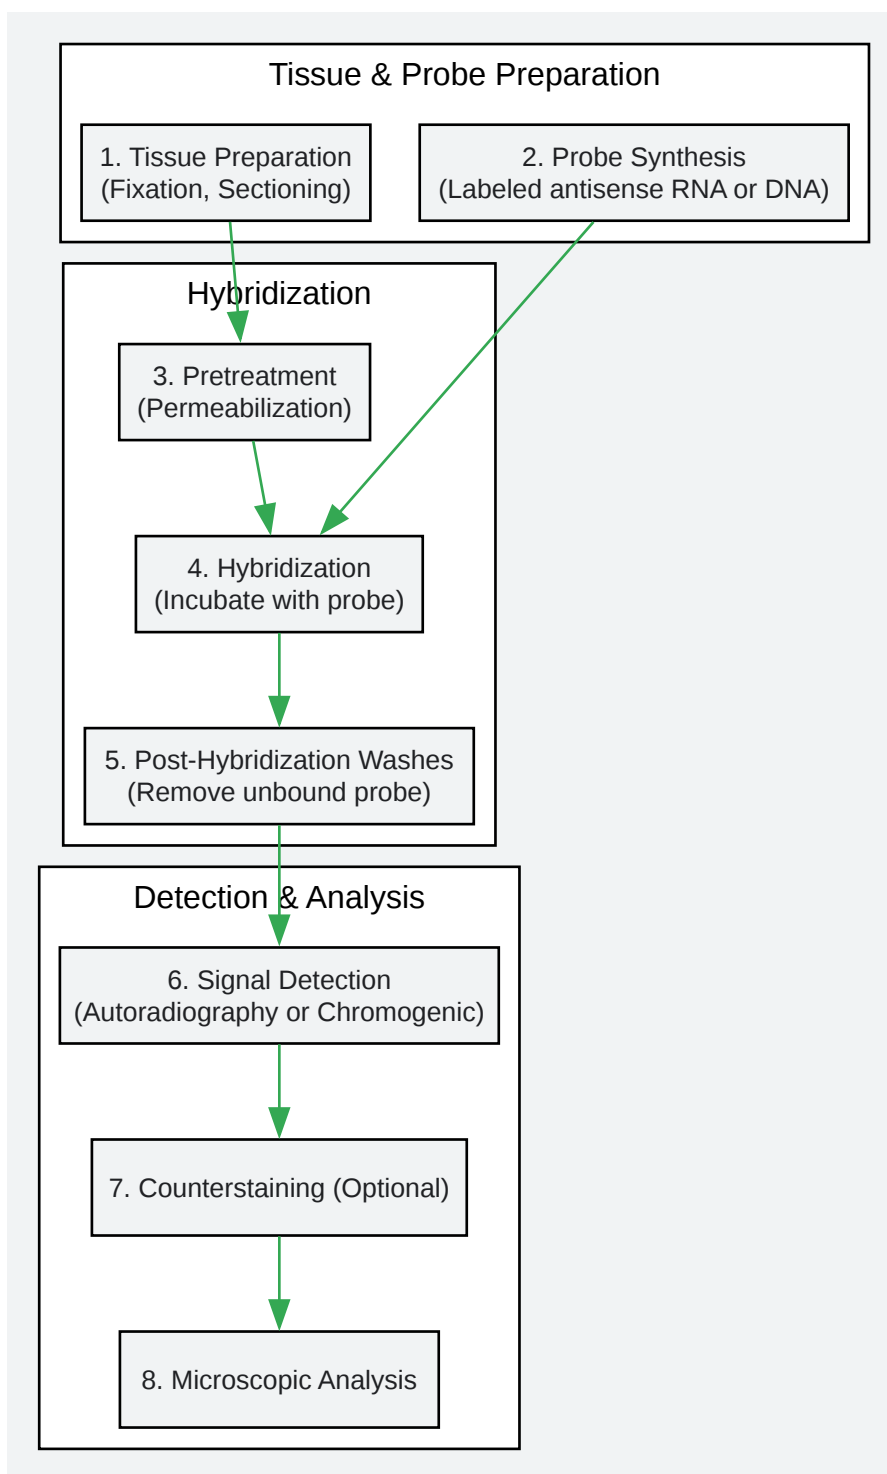 Tissue & Probe Preparation
1. Tissue Preparation
(Fixation, Sectioning)
2. Probe Synthesis
(Labeled antisense RNA or DNA)
Hybridization
3. Pretreatment
(Permeabilization)
4. Hybridization
(Incubate with probe)
5. Post-Hybridization Washes
(Remove unbound probe)
Detection & Analysis
6. Signal Detection
(Autoradiography or Chromogenic)
7. Counterstaining (Optional)
8. Microscopic Analysis